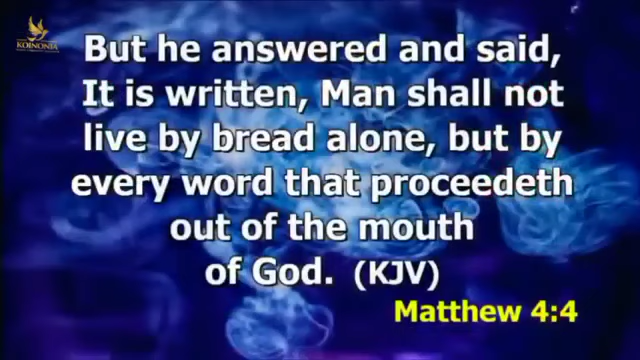 KOINONIA
But he answered and said,
It is written, Man shall not
live by bread alone, but by
every word that proceedeth
out of the mouth
of God. (KJV)
Matthew 4:4